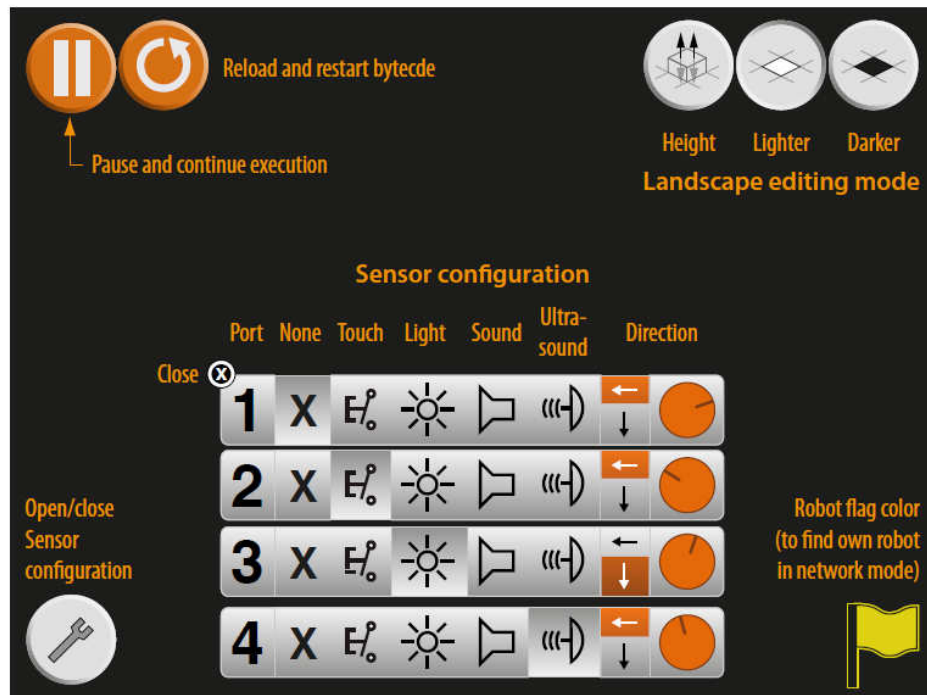 Reload and restart bytecde
Pause and continue execution
Height Lighter Darker
Landscape editing mode
Sensor configuration
Port None Touch Light Sound Ultra-
sound Direction
Close X
1 X
2 X
3 X
4 X
Open/close
Sensor
configuration
Robot flag color
(to find own robot
in network mode)